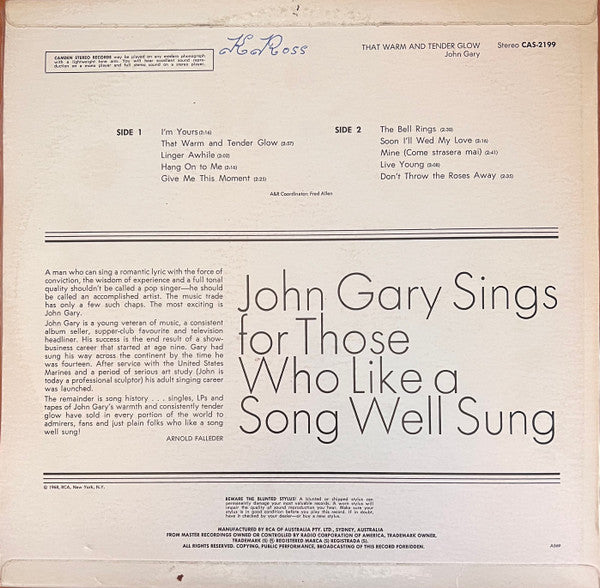 K. Ross
THAT WARM AND TENDER GLOW
John Gary
Stereo CAS-2199
CAMDEN STEREO RECORDS may be played on any modern phonograph
with a lightweight tone arm. You will hear excellent sound repro-
duction on a mono player and full stereo sound on a stereo player.
SIDE 1
I'm Yours (2:14)
That Warm and Tender Glow (2:57)
Linger Awhile (2:02)
Hang On to Me (2:14)
Give Me This Moment (2:25)
SIDE 2
The Bell Rings (2:30)
Soon I'll Wed My Love (2:16)
Mine (Come strasera mai) (2:41)
Live Young (2:08)
Don't Throw the Roses Away (2:35)
A&R Coordinator: Fred Allen
A man who can sing a romantic lyric with the force of
conviction, the wisdom of experience and a full tonal
quality shouldn't be called a pop singer—he should
be called an accomplished artist. The music trade
has only a few such chaps. The most exciting is
John Gary.
John Gary is a young veteran of music, a consistent
album seller, supper-club favourite and television
headliner. His success is the end result of a show-
business career that started at age nine. Gary had
sung his way across the continent by the time he
was fourteen. After service with the United States
Marines and a period of serious art study (John is
today a professional sculptor) his adult singing career
was launched.
The remainder is song history . . . singles, LPs and
tapes of John Gary's warmth and consistently tender
glow have sold in every portion of the world to
admirers, fans and just plain folks who like a song
well sung!
ARNOLD FALLEDER
John Gary Sings
for Those
Who Like a
Song Well Sung
© 1968, RCA, New York, N.Y.
BEWARE THE BLUNTED STYLUS! A blunted or chipped stylus can
permanently damage your most valuable records. A worn stylus will
impair the quality of sound reproduction you hear. Make sure your
stylus is in good condition before you play this record. If in doubt,
have it checked by your dealer—or buy a new stylus.
MANUFACTURED BY RCA OF AUSTRALIA PTY. LTD., SYDNEY, AUSTRALIA
FROM MASTER RECORDINGS OWNED OR CONTROLLED BY RADIO CORPORATION OF AMERICA, TRADEMARK OWNER,
TRADEMARK (S) ® REGISTERED MARCA (S) REGISTRADA (S).
ALL RIGHTS RESERVED. COPYING, PUBLIC PERFORMANCE, BROADCASTING OF THIS RECORD FORBIDDEN.
A569